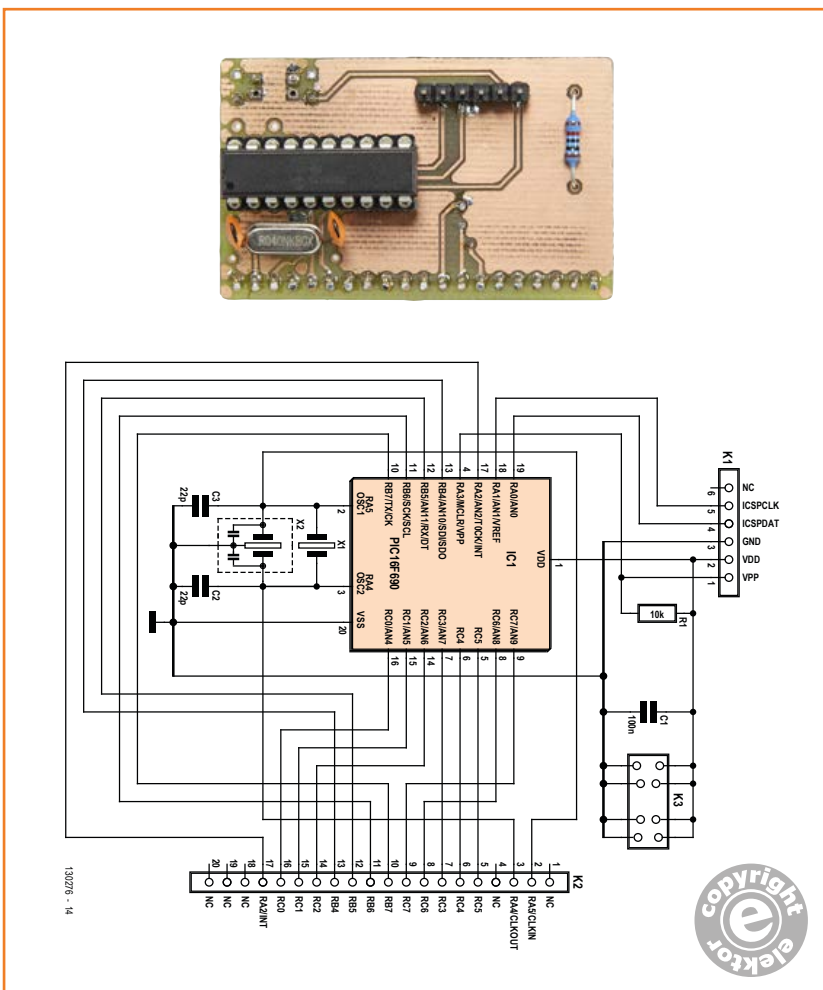 R040NKBCX
K1
NC
ICSPCLK
ICSPDAT
GND
VDD
VPP
6
5
4
3
2
1
10k
R1
C1
100n
K3
10
11
12
13
4
17
18
19
RB7/TX/CK
RB6/SCK/SCL
RB5/AN11/RX/DT
RB4/AN10/SDI/SDO
RA3/MCLR/VPP
RA2/AN2/T0CK/INT
RA1/AN1/VREF
RA0/AN0
IC1
PIC16F690
VDD
1
RA5
OSC1
2
RA4
OSC2
3
VSS
20
C3
22p
C2
22p
X2
X1
RC0/AN4
RC1/AN5
RC2/AN6
RC3/AN7
RC4
RC5
RC6/AN8
RC7/AN9
16
15
14
7
6
5
8
9
K2
20
19
18
17
16
15
14
13
12
11
10
9
8
7
6
5
4
3
2
1
NC
NC
NC
RA2/INT
RC0
RC1
RC2
RB4
RB5
RB6
RB7
RC7
RC6
RC3
RC4
RC5
NC
RA4/CLKOUT
RA5/CLKIN
NC
130276 - 14
copyright
e
elektor